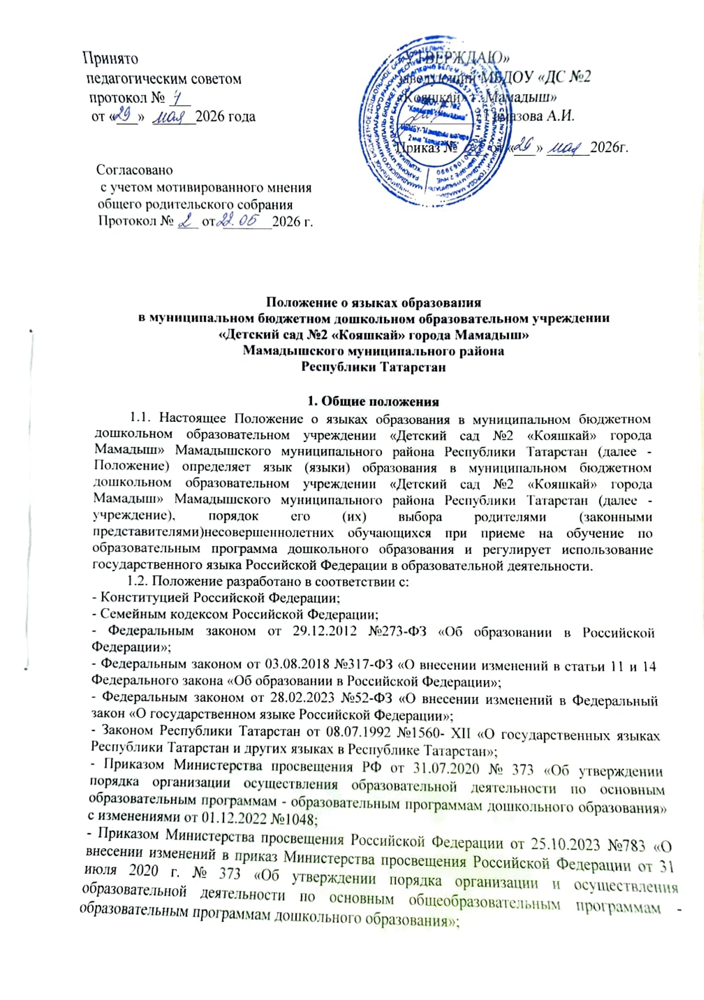 Принято
педагогическим советом
протокол №
от «29» мая 2026 года
УТВЕРЖДАЮ»
заведующий МБДОУ «ДС №2
«Кояшкай» г. Мамадыш»
А.И.
Приказ № от «29» мая 2026г.
Согласовано
с учетом мотивированного мнения
общего родительского собрания
Протокол № 2 от 22.05 2026 г.
Положение о языках образования
в муниципальном бюджетном дошкольном образовательном учреждении
«Детский сад №2 «Кояшкай» города Мамадыш»
Мамадышского муниципального района
Республики Татарстан
1. Общие положения
1.1. Настоящее Положение о языках образования в муниципальном бюджетном
дошкольном образовательном учреждении «Детский сад №2 «Кояшкай» города
Мамадыш» Мамадышского муниципального района Республики Татарстан (далее -
Положение) определяет язык (языки) образования в муниципальном бюджетном
дошкольном образовательном учреждении «Детский сад №2 «Кояшкай» города
Мамадыш» Мамадышского муниципального района Республики Татарстан (далее -
учреждение), порядок его (их) выбора родителями (законными
представителями)несовершеннолетних обучающихся при приеме на обучение по
образовательным программа дошкольного образования и регулирует использование
государственного языка Российской Федерации в образовательной деятельности.
1.2. Положение разработано в соответствии с:
- Конституцией Российской Федерации;
- Семейным кодексом Российской Федерации;
- Федеральным законом от 29.12.2012 №273-ФЗ «Об образовании в Российской
Федерации»;
- Федеральным законом от 03.08.2018 №317-ФЗ «О внесении изменений в статьи 11 и 14
Федерального закона «Об образовании в Российской Федерации»;
- Федеральным законом от 28.02.2023 №52-ФЗ «О внесении изменений в Федеральный
закон «О государственном языке Российской Федерации»;
- Законом Республики Татарстан от 08.07.1992 №1560- XII «О государственных языках
Республики Татарстан и других языках в Республике Татарстан»;
- Приказом Министерства просвещения РФ от 31.07.2020 № 373 «Об утверждении
порядка организации осуществления образовательной деятельности по основным
образовательным программам - образовательным программам дошкольного образования»
с изменениями от 01.12.2022 №1048;
- Приказом Министерства просвещения Российской Федерации от 25.10.2023 №783 «О
внесении изменений в приказ Министерства просвещения Российской Федерации от 31
июля 2020 г. № 373 «Об утверждении порядка организации и осуществления
образовательной деятельности по основным общеобразовательным программам -
образовательным программам дошкольного образования»;